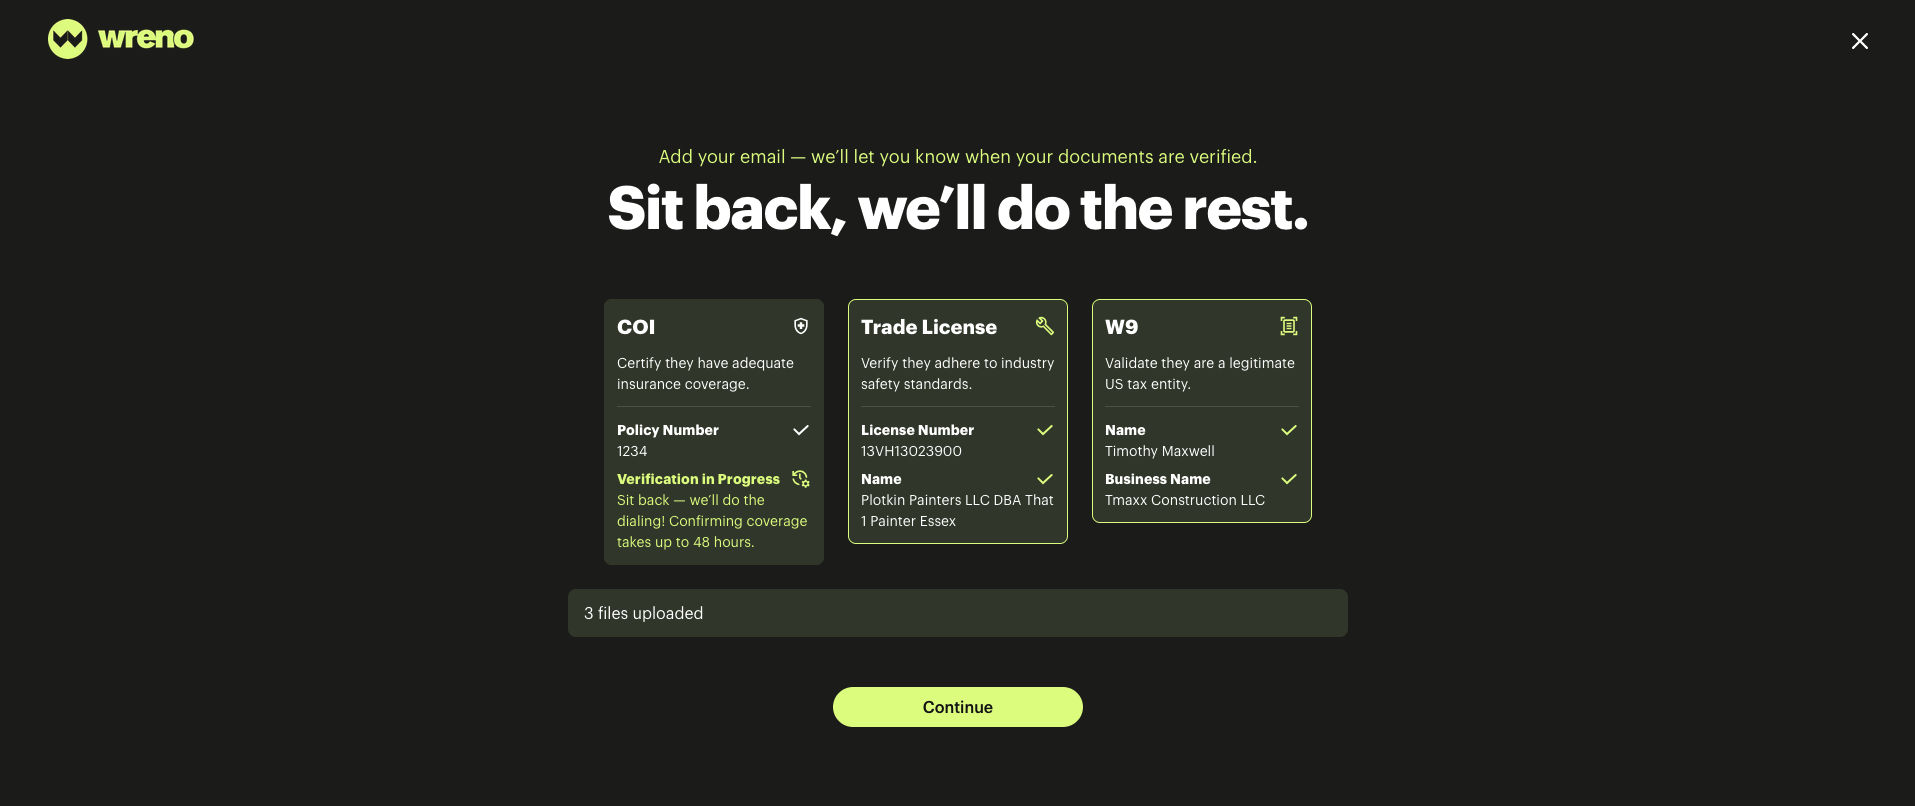 wreno
Add your email — we’ll let you know when your documents are verified.
Sit back, we’ll do the rest.
COI
Certify they have adequate
insurance coverage.
Policy Number
1234
Verification in Progress
Sit back — we’ll do the
dialing! Confirming coverage
takes up to 48 hours.
Trade License
Verify they adhere to industry
safety standards.
License Number
13VH13023900
Name
Plotkin Painters LLC DBA That
1 Painter Essex
W9
Validate they are a legitimate
US tax entity.
Name
Timothy Maxwell
Business Name
Tmaxx Construction LLC
3 files uploaded
Continue